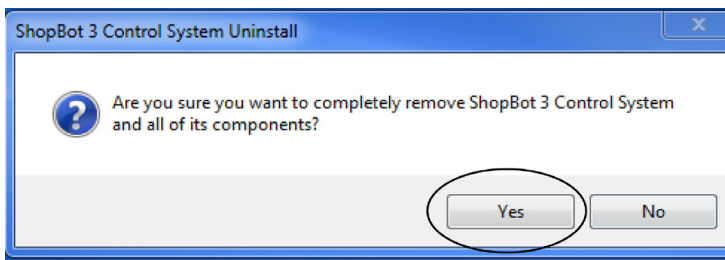 ShopBot 3 Control System Uninstall
X
Are you sure you want to completely remove ShopBot 3 Control System
and all of its components?
Yes
No